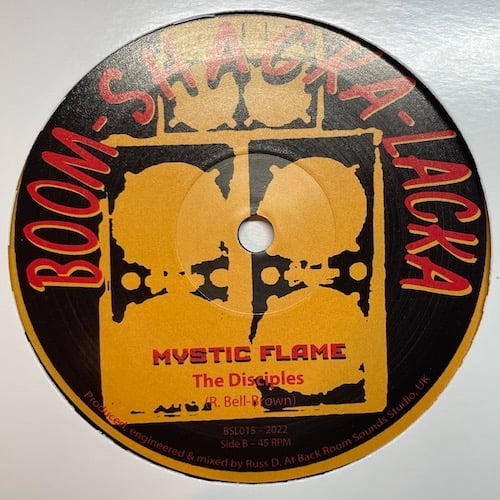 BOOM-SHACKA-LACKA
MYSTIC FLAME
The Disciples
(R. Bell-Brown)
BSL015 - 2022
Side B - 45 RPM
Produced, engineered & mixed by Russ D. At Back Room Sounds Studio, UK